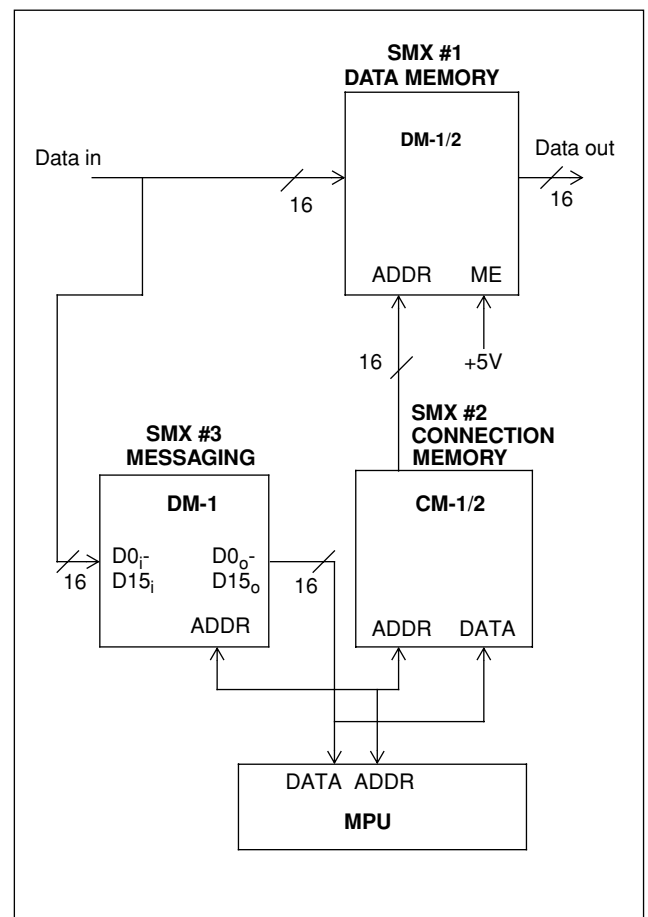 SMX #1
DATA MEMORY
DM-1/2
Data in
Data out
16
16
ADDR ME
16
+5V
SMX #2
CONNECTION
MEMORY
SMX #3
MESSAGING
DM-1
CM-1/2
D0i- D0o-
D15i D15o
16
16
ADDR
ADDR DATA
DATA ADDR
MPU